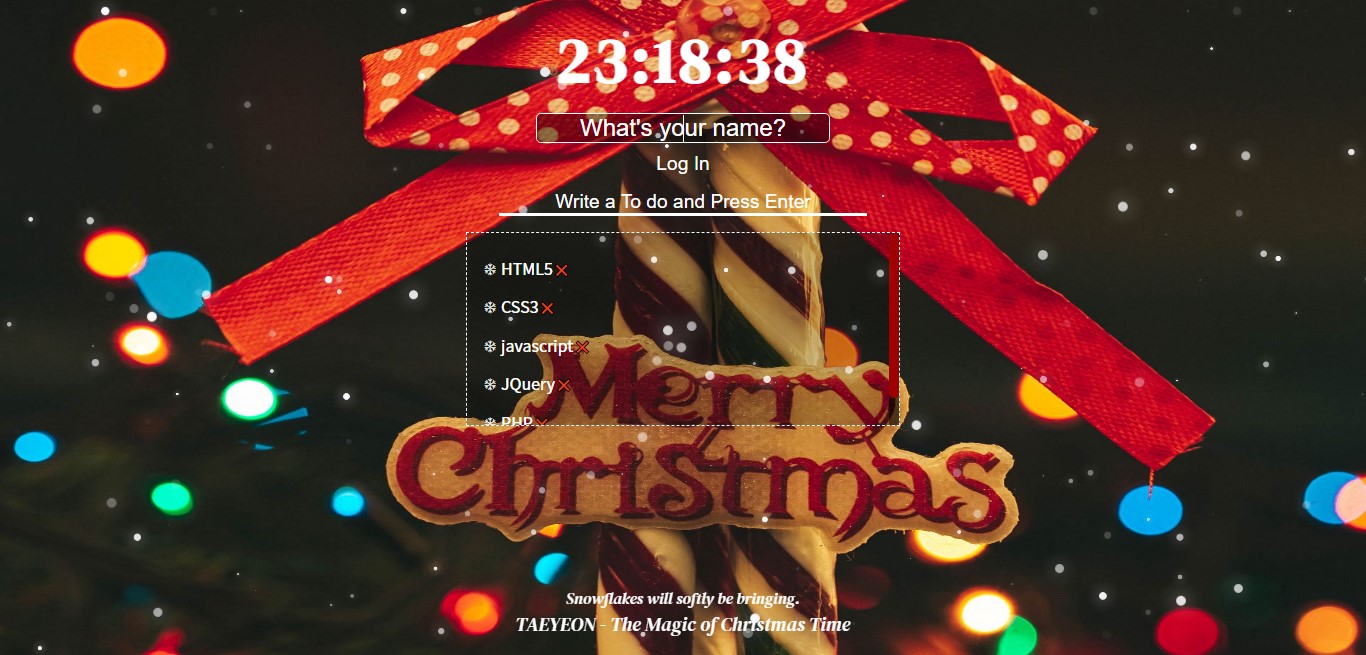 23:18:38
What's your name?
Log In
Write a To do and Press Enter
❄ HTML5 ✕
❄ CSS3 ✕
❄ javascript ✕
❄ JQuery ✕
❄ PHP ✕
Merry
Christmas
Snowflakes will softly be bringing.
TAEYEON - The Magic of Christmas Time